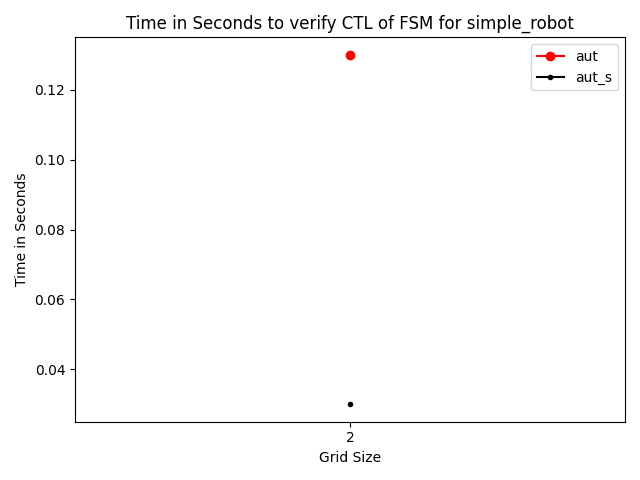 Time in Seconds to verify CTL of FSM for simple_robot
aut
aut_s
Time in Seconds
0.12
0.10
0.08
0.06
0.04
2
Grid Size